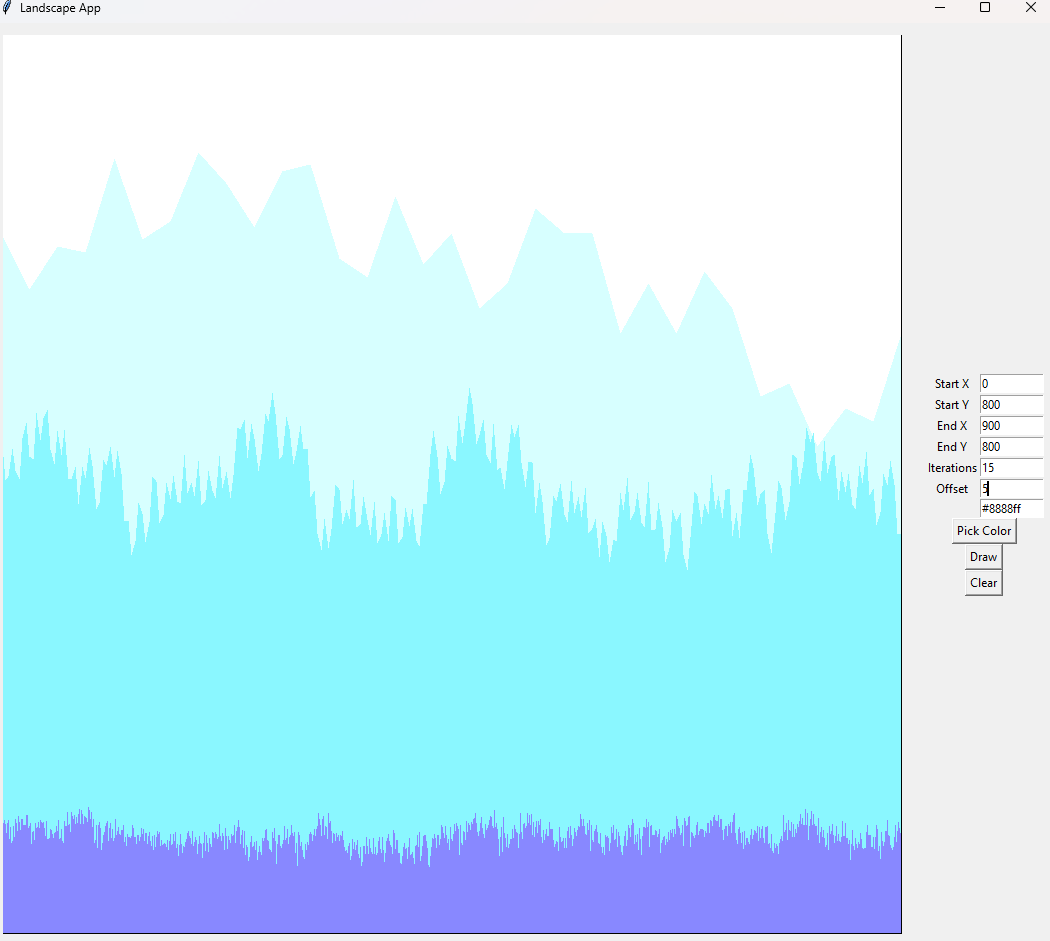 Landscape App
Start X 0
Start Y 800
End X 900
End Y 800
Iterations 15
Offset 5
#8888ff
Pick Color
Draw
Clear